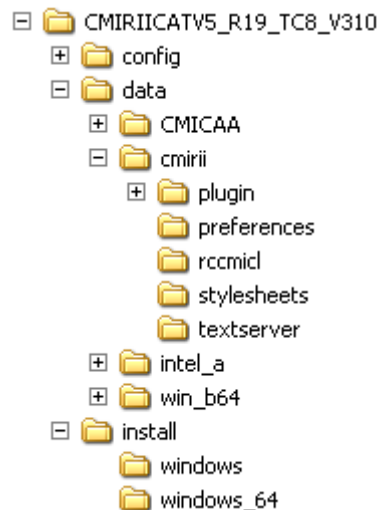 CMIRIICATV5_R19_TC8_V310
config
data
CMICAA
cmirii
plugin
preferences
rccmicl
stylesheets
textserver
intel_a
win_b64
install
windows
windows_64